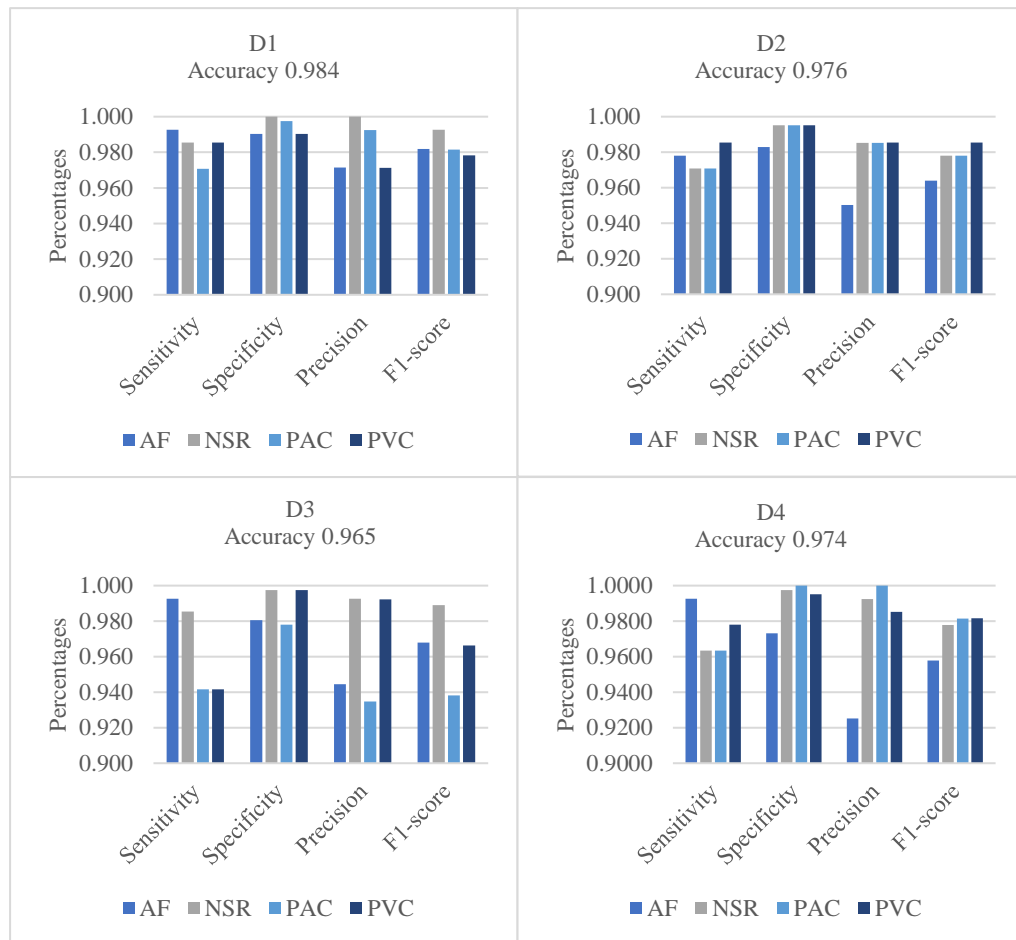 D1
Accuracy 0.984
Percentages
1.000
0.980
0.960
0.940
0.920
0.900
Sensitivity
Specificity
Precision
F1-score
AF NSR PAC PVC
D2
Accuracy 0.976
Percentages
1.000
0.980
0.960
0.940
0.920
0.900
Sensitivity
Specificity
Precision
F1-score
AF NSR PAC PVC
D3
Accuracy 0.965
Percentages
1.000
0.980
0.960
0.940
0.920
0.900
Sensitivity
Specificity
Precision
F1-score
AF NSR PAC PVC
D4
Accuracy 0.974
Percentages
1.0000
0.9800
0.9600
0.9400
0.9200
0.9000
Sensitivity
Specificity
Precision
F1-score
AF NSR PAC PVC